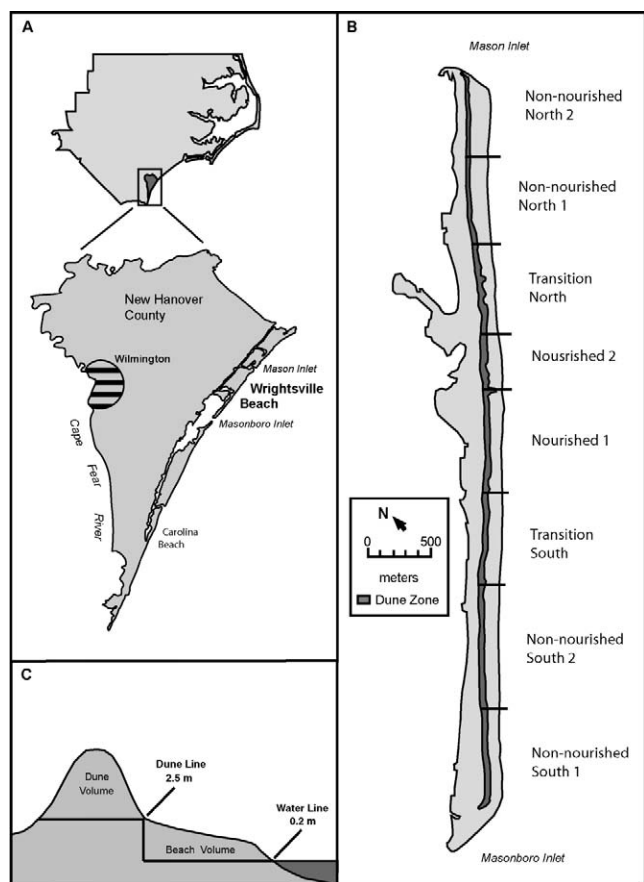 A
New Hanover
County
Wilmington
Mason Inlet
Wrightsville
Beach
Masonboro Inlet
Cape
Fear
River
Carolina
Beach
B
Mason Inlet
Non-nourished
North 2
Non-nourished
North 1
Transition
North
Nousrished 2
Nourished 1
Transition
South
Non-nourished
South 2
Non-nourished
South 1
Masonboro Inlet
N
0 500
meters
Dune Zone
C
Dune
Volume
Dune Line
2.5 m
Water Line
0.2 m
Beach Volume